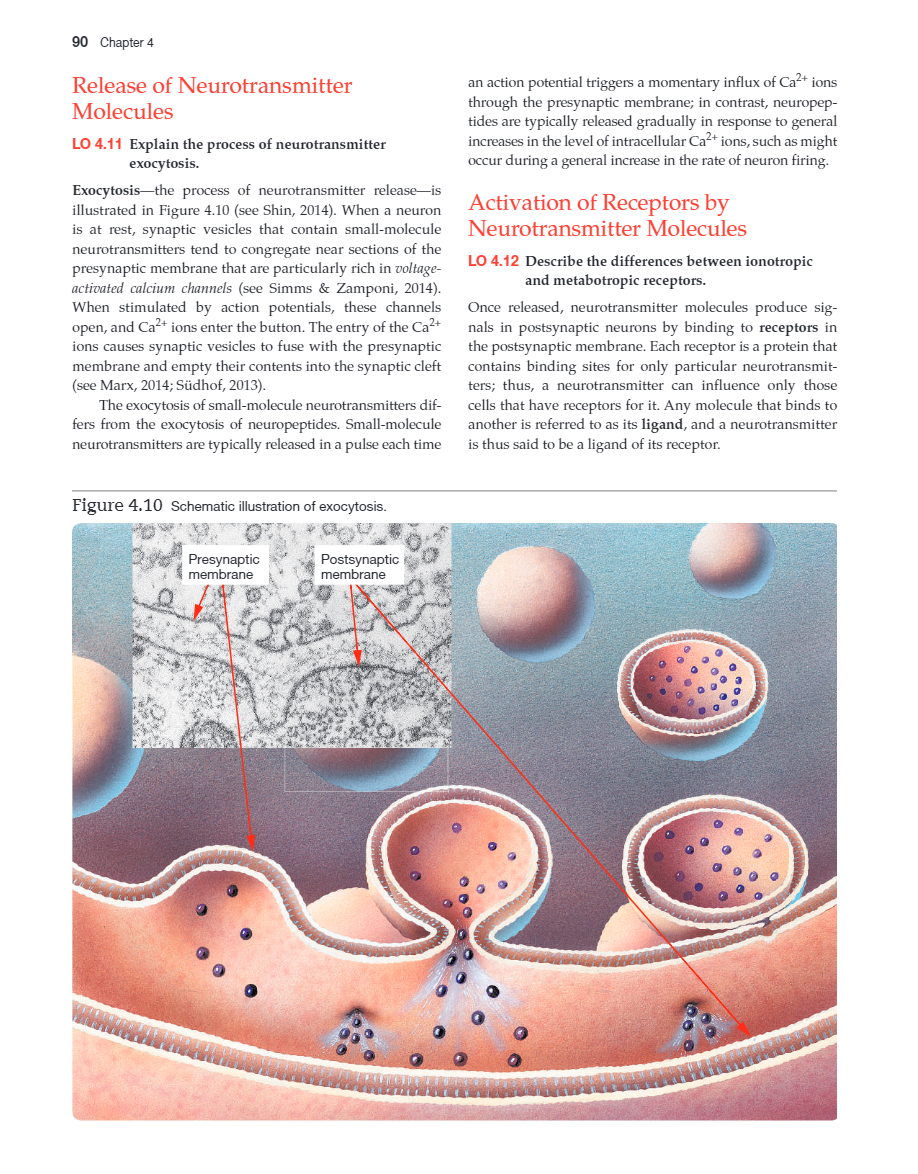 90 Chapter 4
Release of Neurotransmitter
Molecules
LO 4.11 Explain the process of neurotransmitter
exocytosis.
Exocytosis—the process of neurotransmitter release—is
illustrated in Figure 4.10 (see Shin, 2014). When a neuron
is at rest, synaptic vesicles that contain small-molecule
neurotransmitters tend to congregate near sections of the
presynaptic membrane that are particularly rich in voltage-
activated calcium channels (see Simms & Zamponi, 2014).
When stimulated by action potentials, these channels
open, and Ca2+ ions enter the button. The entry of the Ca2+
ions causes synaptic vesicles to fuse with the presynaptic
membrane and empty their contents into the synaptic cleft
(see Marx, 2014; Südhof, 2013).
The exocytosis of small-molecule neurotransmitters dif-
fers from the exocytosis of neuropeptides. Small-molecule
neurotransmitters are typically released in a pulse each time
an action potential triggers a momentary influx of Ca2+ ions
through the presynaptic membrane; in contrast, neuropep-
tides are typically released gradually in response to general
increases in the level of intracellular Ca2+ ions, such as might
occur during a general increase in the rate of neuron firing.
Activation of Receptors by
Neurotransmitter Molecules
LO 4.12 Describe the differences between ionotropic
and metabotropic receptors.
Once released, neurotransmitter molecules produce sig-
nals in postsynaptic neurons by binding to receptors in
the postsynaptic membrane. Each receptor is a protein that
contains binding sites for only particular neurotransmit-
ters; thus, a neurotransmitter can influence only those
cells that have receptors for it. Any molecule that binds to
another is referred to as its ligand, and a neurotransmitter
is thus said to be a ligand of its receptor.
Figure 4.10 Schematic illustration of exocytosis.
Presynaptic
membrane
Postsynaptic
membrane